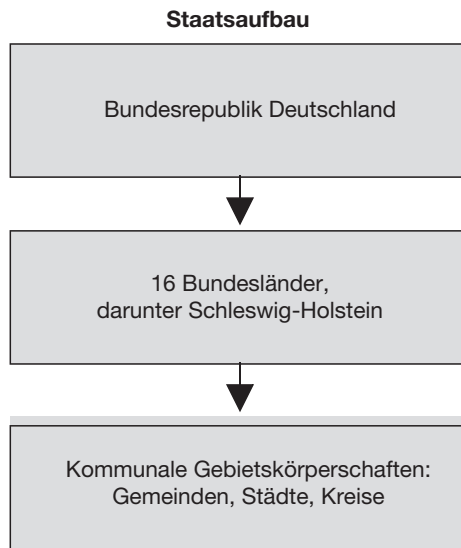 Staatsaufbau
Bundesrepublik Deutschland
16 Bundesländer,
darunter Schleswig-Holstein
Kommunale Gebietskörperschaften:
Gemeinden, Städte, Kreise